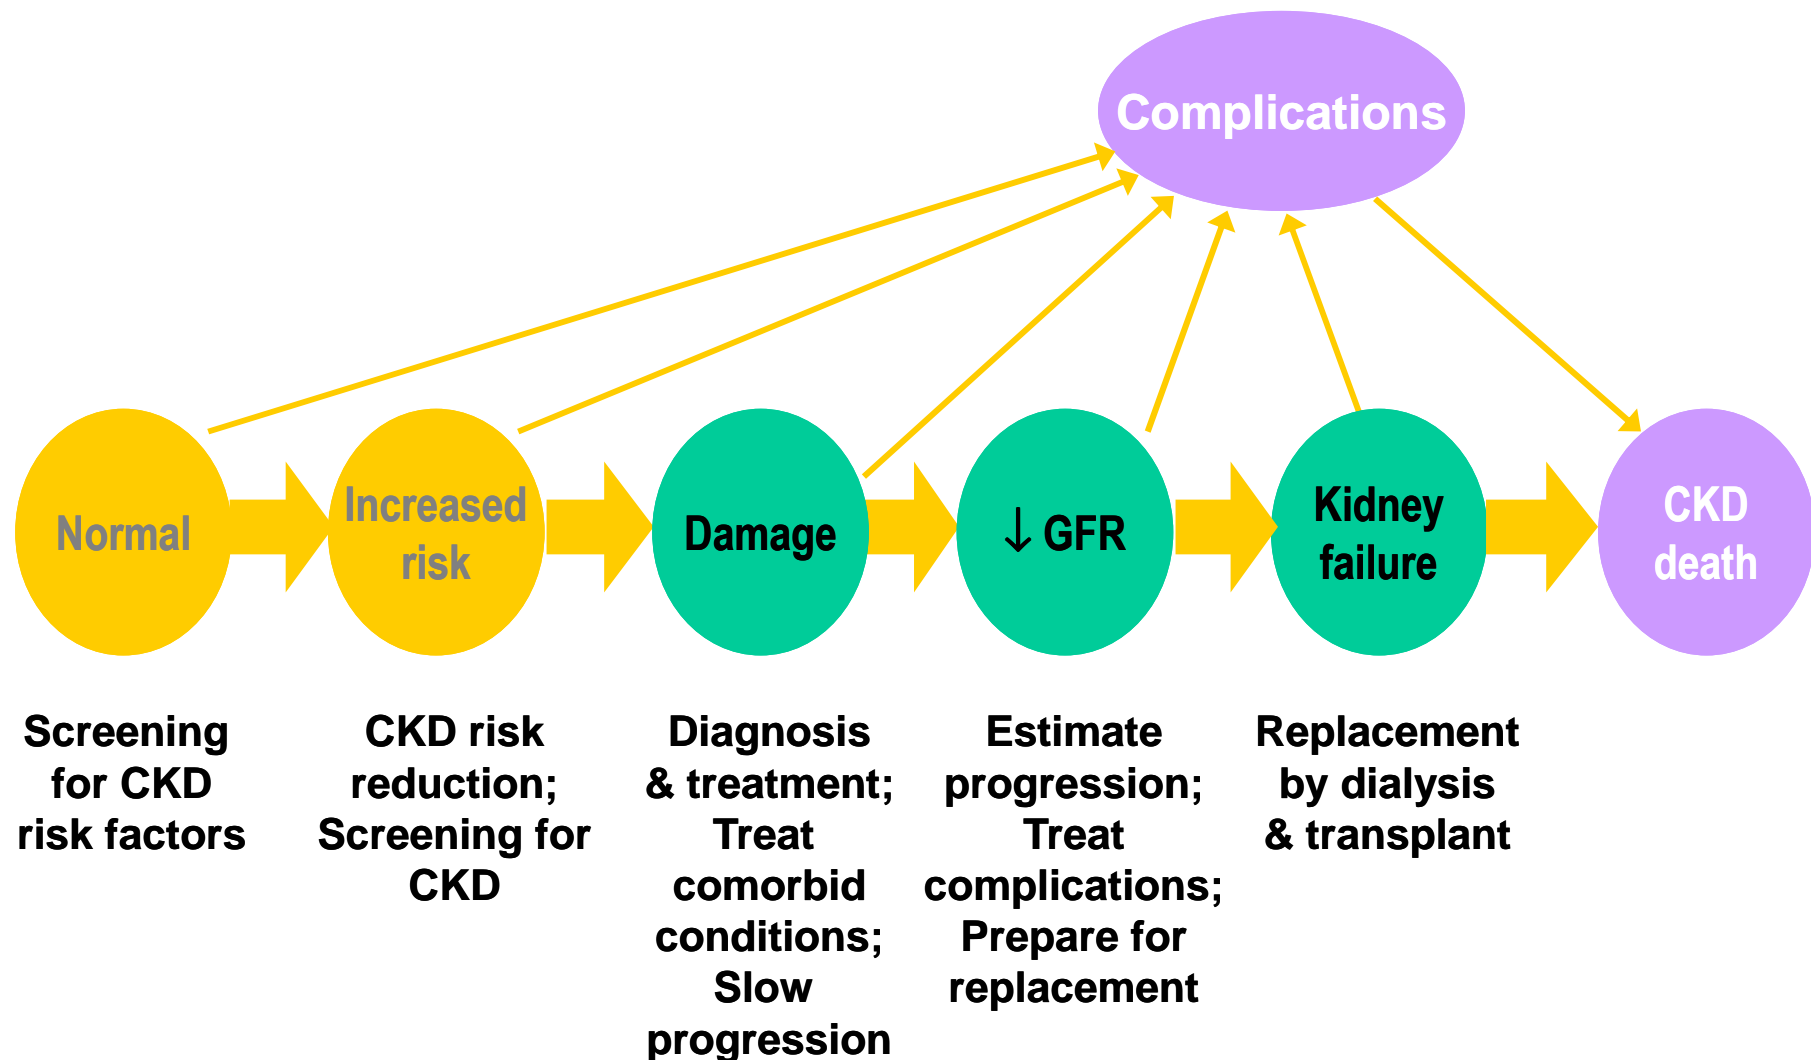 Complications
Normal
Increased
risk
Damage
↓ GFR
Kidney
failure
CKD
death
Screening
for CKD
risk factors
CKD risk
reduction;
Screening for
CKD
Diagnosis
& treatment;
Treat
comorbid
conditions;
Slow
progression
Estimate
progression;
Treat
complications;
Prepare for
replacement
Replacement
by dialysis
& transplant